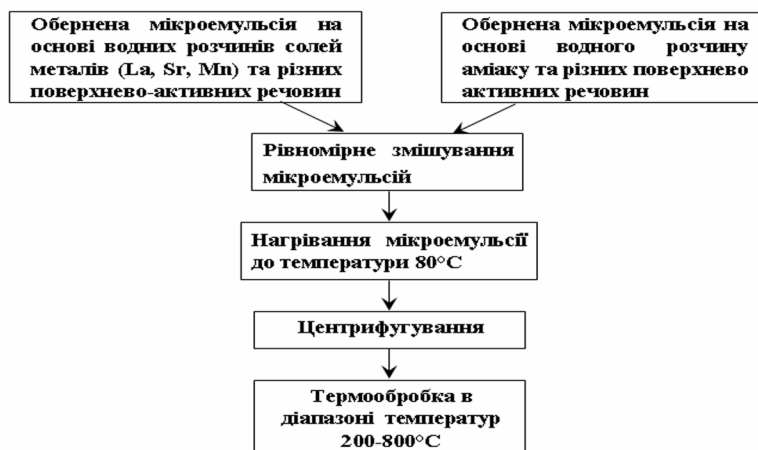 Обернена мікроемульсія на
основі водних розчинів солей
металів (La, Sr, Mn) та різних
поверхнево-активних речовин
Обернена мікроемульсія на
основі водного розчину
аміаку та різних поверхнево
активних речовин
Рівномірне змішування
мікроемульсій
Нагрівання мікроемульсії
до температури 80°C
Центрифугування
Термообробка в
діапазоні температур
200-800°C